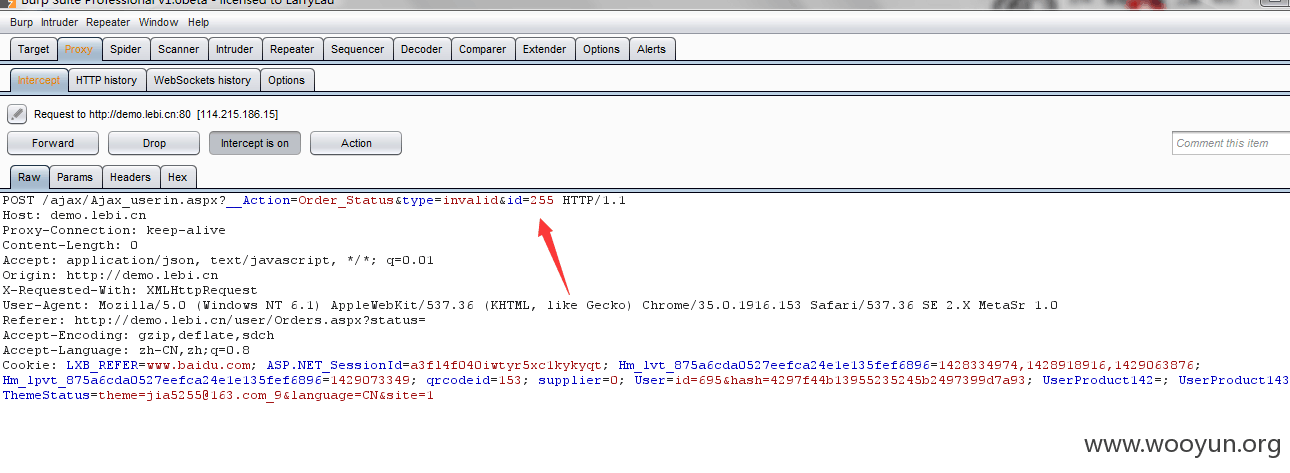 Burp Suite Professional v1.6beta - licensed to LarryLau
Burp Intruder Repeater Window Help
Target Proxy Spider Scanner Intruder Repeater Sequencer Decoder Comparer Extender Options Alerts
Intercept HTTP history WebSockets history Options
Request to http://demo.lebi.cn:80 [114.215.186.15]
Forward Drop Intercept is on Action Comment this item
Raw Params Headers Hex
POST /ajax/Ajax_userin.aspx?__Action=Order_Status&type=invalid&id=255 HTTP/1.1
Host: demo.lebi.cn
Proxy-Connection: keep-alive
Content-Length: 0
Accept: application/json, text/javascript, */*; q=0.01
Origin: http://demo.lebi.cn
X-Requested-With: XMLHttpRequest
User-Agent: Mozilla/5.0 (Windows NT 6.1) AppleWebKit/537.36 (KHTML, like Gecko) Chrome/35.0.1916.153 Safari/537.36 SE 2.X MetaSr 1.0
Referer: http://demo.lebi.cn/user/Orders.aspx?status=
Accept-Encoding: gzip,deflate,sdch
Accept-Language: zh-CN,zh;q=0.8
Cookie: LXB_REFER=www.baidu.com; ASP.NET_SessionId=a3f14f040iwtyr5xc1kykyqt; Hm_lvt_875a6cda0527eefca24e1e135fef6896=1428334974,1428918916,1429063876;
Hm_lpvt_875a6cda0527eefca24e1e135fef6896=1429073349; qrcodeid=153; supplier=0; User=id=695&hash=4297f44b13955235245b2497399d7a93; UserProduct142=; UserProduct143
ThemeStatus=theme=jia5255@163.com_9&language=CN&site=1
www.wooyun.org